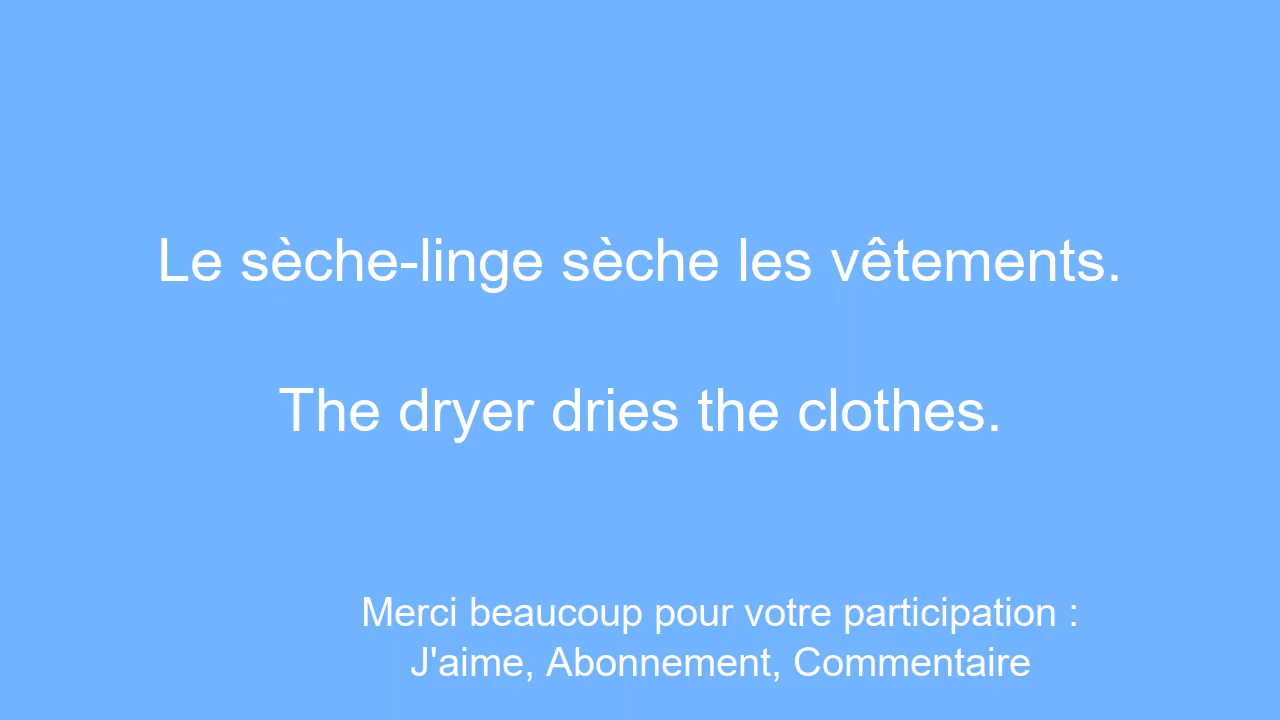 Le sèche-linge sèche les vêtements.
The dryer dries the clothes.
Merci beaucoup pour votre participation :
J'aime, Abonnement, Commentaire